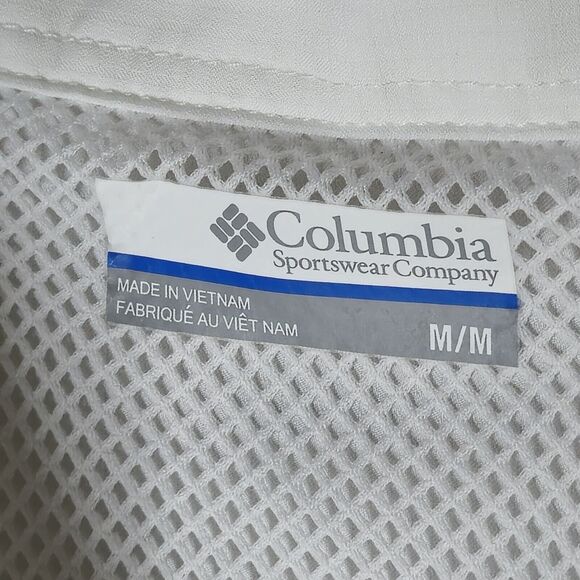 Columbia
Sportswear Company
MADE IN VIETNAM
FABRIQUÉ AU VIÊT NAM
M/M